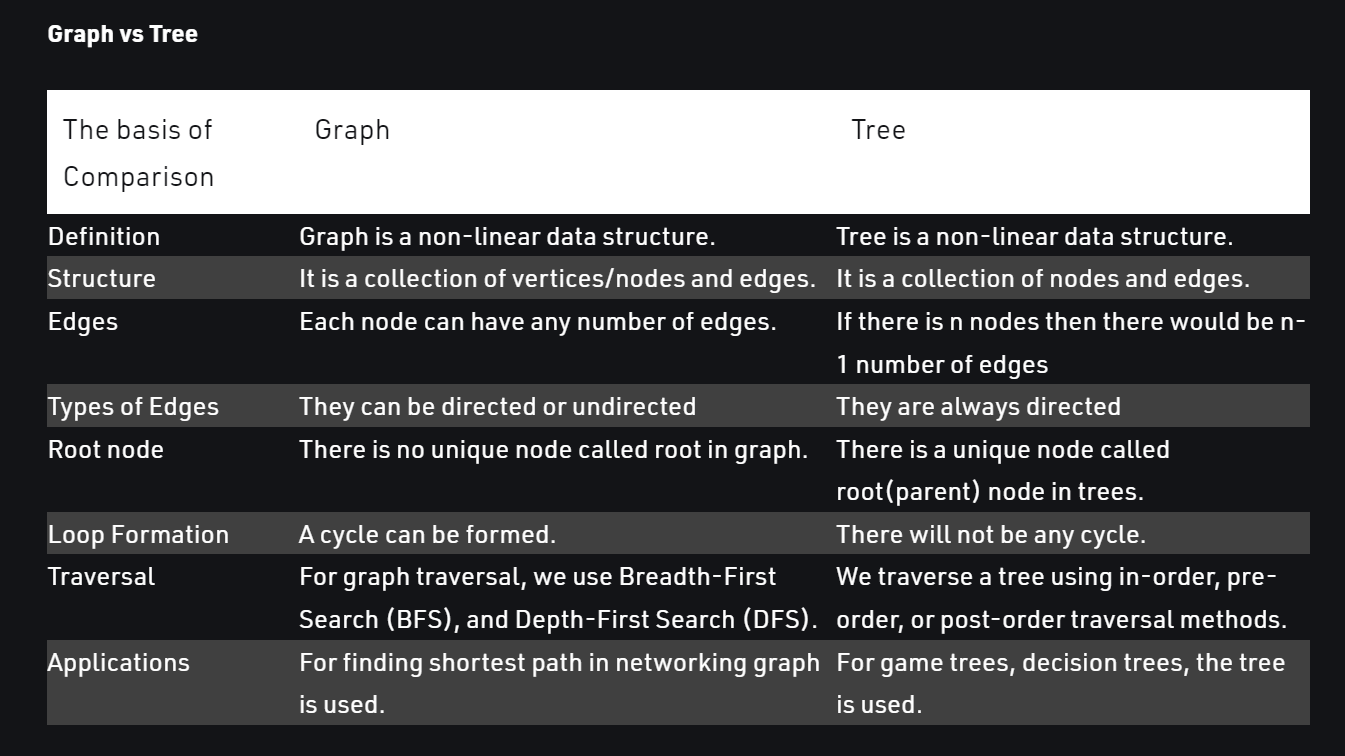 Graph vs Tree
The basis of Comparison Graph Tree
Definition Graph is a non-linear data structure. Tree is a non-linear data structure.
Structure It is a collection of vertices/nodes and edges. It is a collection of nodes and edges.
Edges Each node can have any number of edges. If there is n nodes then there would be n-1 number of edges
Types of Edges They can be directed or undirected They are always directed
Root node There is no unique node called root in graph. There is a unique node called root(parent) node in trees.
Loop Formation A cycle can be formed. There will not be any cycle.
Traversal For graph traversal, we use Breadth-First Search (BFS), and Depth-First Search (DFS). We traverse a tree using in-order, pre-order, or post-order traversal methods.
Applications For finding shortest path in networking graph is used. For game trees, decision trees, the tree is used.